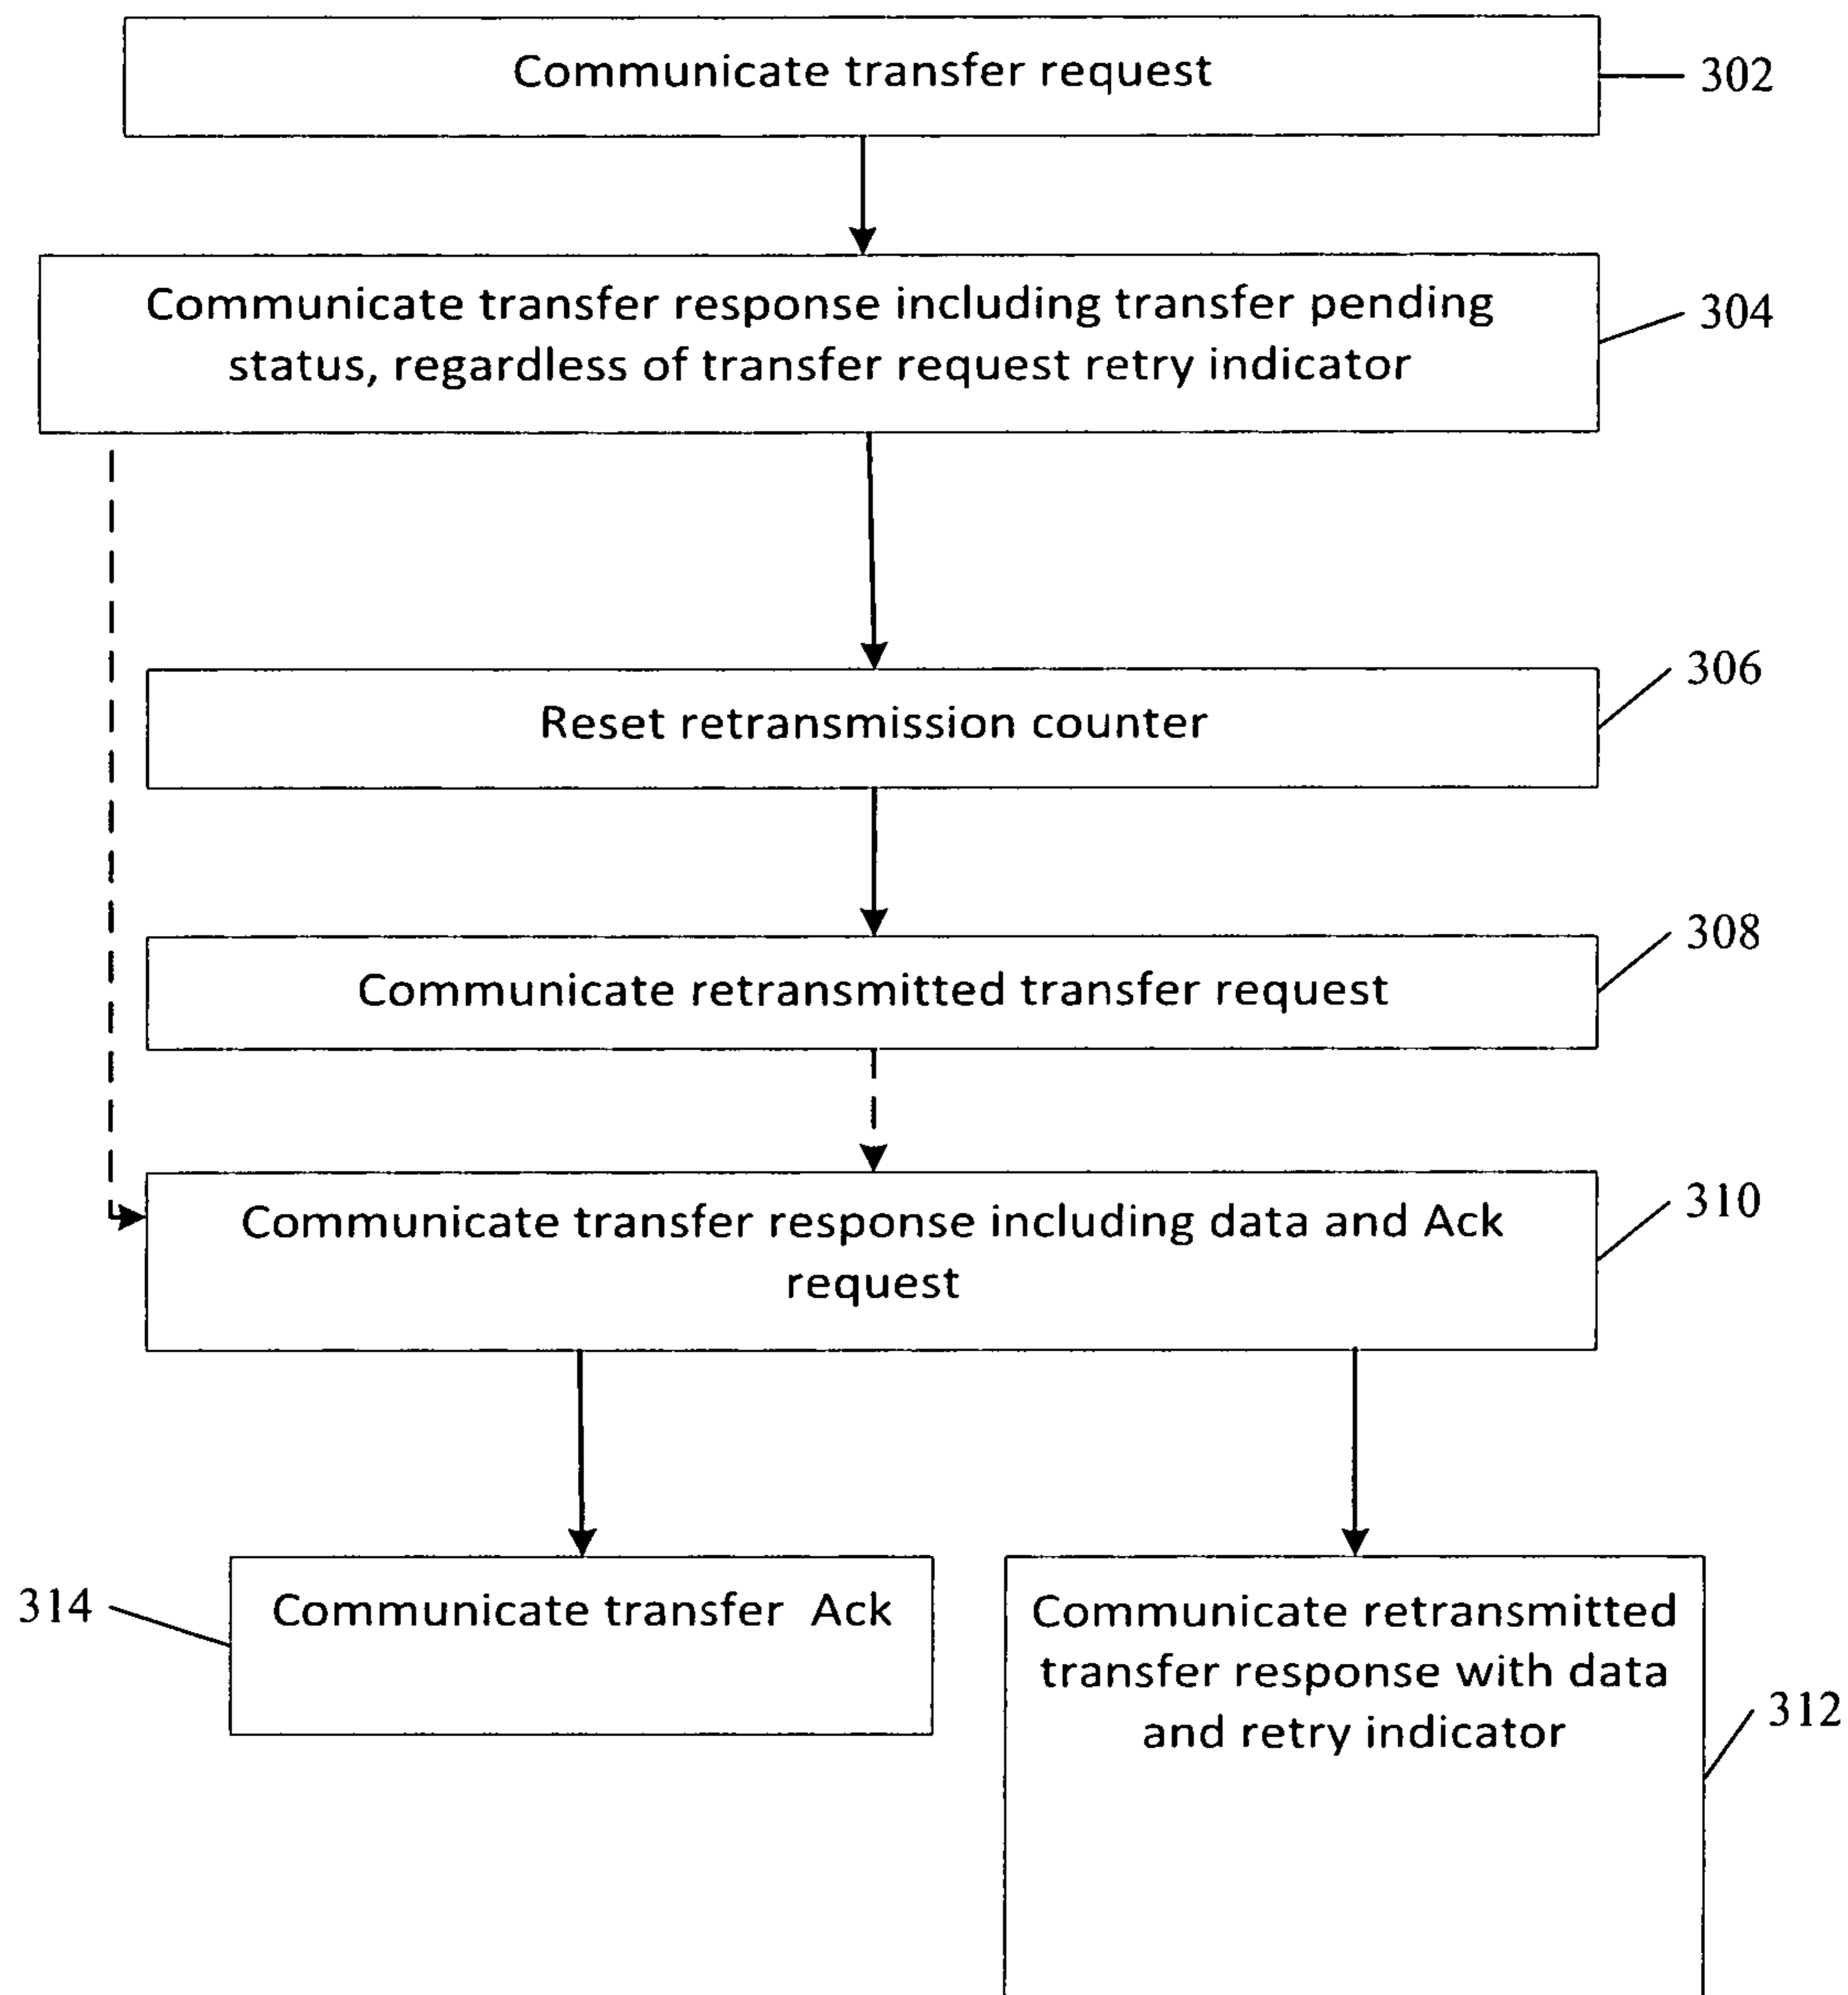 Communicate transfer request
302
Communicate transfer response including transfer pending
status, regardless of transfer request retry indicator
304
Reset retransmission counter
306
Communicate retransmitted transfer request
308
Communicate transfer response including data and Ack
request
310
314
Communicate transfer Ack
Communicate retransmitted
transfer response with data
and retry indicator
312